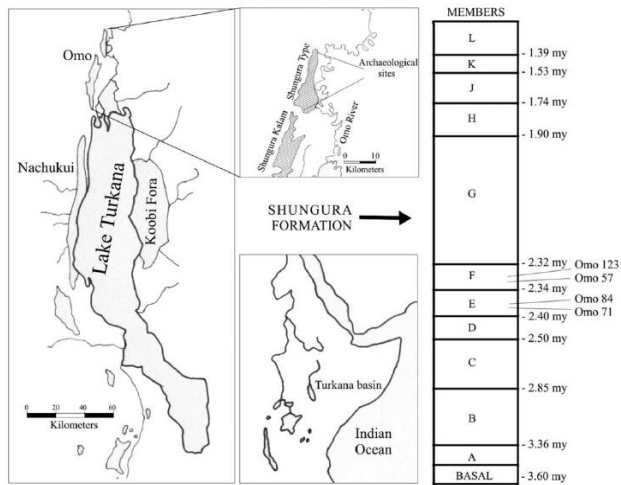 Omo
Nachukui
Lake Turkana
Koobi Fora
0 20 40 60
Kilometers
Shungura Type
Archaeological
sites
Shungura Kalam
Omo River
0 10
Kilometers
SHUNGURA
FORMATION
Turkana basin
Indian
Ocean
MEMBERS
L
- 1.39 my
K
- 1.53 my
J
- 1.74 my
H
- 1.90 my
G
- 2.32 my
F
Omo 123
Omo 57
- 2.34 my
E
Omo 84
Omo 71
- 2.40 my
D
- 2.50 my
C
- 2.85 my
B
- 3.36 my
A
BASAL
- 3.60 my